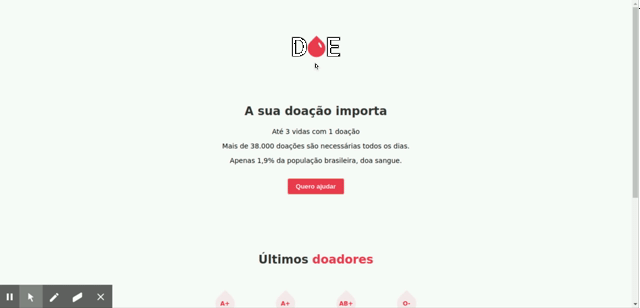 DOE
A sua doação importa
Até 3 vidas com 1 doação
Mais de 38.000 doações são necessárias todos os dias.
Apenas 1,9% da população brasileira, doa sangue.
Quero ajudar
Últimos doadores
A+ A+ AB+ O-